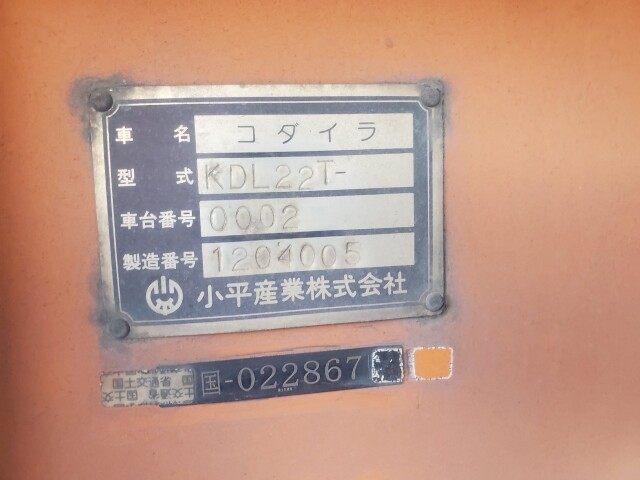 車名 コダイラ
型式 KDL22T-
車台番号 0002
製造番号 1204005
小平産業株式会社
国-022867